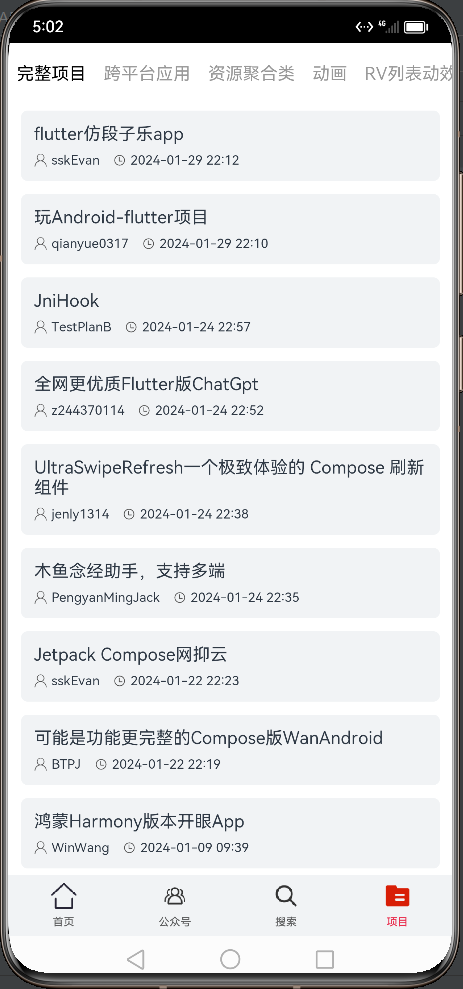 5:02
4G
完整项目 跨平台应用 资源聚合类 动画 RV列表动效
flutter仿段子乐app
sskEvan 2024-01-29 22:12
玩Android-flutter项目
qianyue0317 2024-01-29 22:10
JniHook
TestPlanB 2024-01-24 22:57
全网更优质Flutter版ChatGpt
z244370114 2024-01-24 22:52
UltraSwipeRefresh一个极致体验的 Compose 刷新
组件
jenly1314 2024-01-24 22:38
木鱼念经助手，支持多端
PengyanMingJack 2024-01-24 22:35
Jetpack Compose网抑云
sskEvan 2024-01-22 22:23
可能是功能更完整的Compose版WanAndroid
BTPJ 2024-01-22 22:19
鸿蒙Harmony版本开眼App
WinWang 2024-01-09 09:39
首页 公众号 搜索 项目